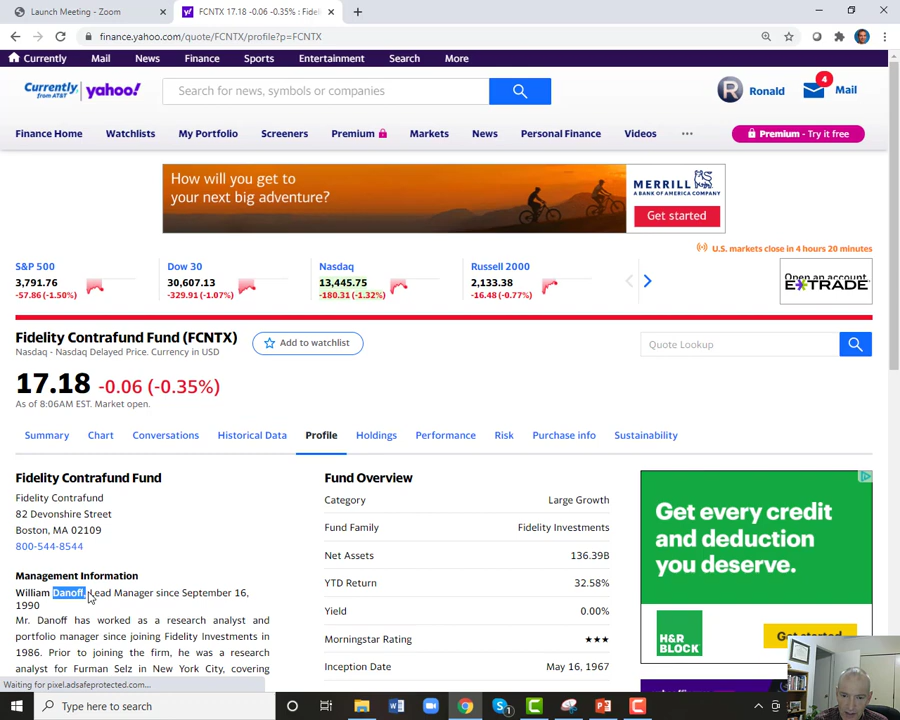 Launch Meeting - Zoom
FCNTX 17.18 -0.06 -0.35% : Fideli
finance.yahoo.com/quote/FCNTX/profile?p=FCNTX
Currently Mail News Finance Sports Entertainment Search More
Currently from AT&T yahoo!
Search for news, symbols or companies
R Ronald 4 Mail
Finance Home Watchlists My Portfolio Screeners Premium Markets News Personal Finance Videos ... Premium - Try it free
How will you get to
your next big adventure?
MERRILL
A BANK OF AMERICA COMPANY
Get started
U.S. markets close in 4 hours 20 minutes
S&P 500
3,791.76
-57.86 (-1.50%)
Dow 30
30,607.13
-329.91 (-1.07%)
Nasdaq
13,445.75
-180.31 (-1.32%)
Russell 2000
2,133.38
-16.48 (-0.77%)
Open an account
E*TRADE
Fidelity Contrafund Fund (FCNTX)
Nasdaq - Nasdaq Delayed Price. Currency in USD
Add to watchlist
Quote Lookup
17.18 -0.06 (-0.35%)
As of 8:06AM EST. Market open.
Summary Chart Conversations Historical Data Profile Holdings Performance Risk Purchase info Sustainability
Fidelity Contrafund Fund
Fidelity Contrafund
82 Devonshire Street
Boston, MA 02109
800-544-8544
Management Information
William Danoff, Lead Manager since September 16,
1990
Mr. Danoff has worked as a research analyst and
portfolio manager since joining Fidelity Investments in
1986. Prior to joining the firm, he was a research
analyst for Furman Selz in New York City, covering
Fund Overview
Category Large Growth
Fund Family Fidelity Investments
Net Assets 136.39B
YTD Return 32.58%
Yield 0.00%
Morningstar Rating ★★★
Inception Date May 16, 1967
Get every credit
and deduction
you deserve.
H&R
BLOCK
Get started
Waiting for pixel.adsafeprotected.com...
Type here to search